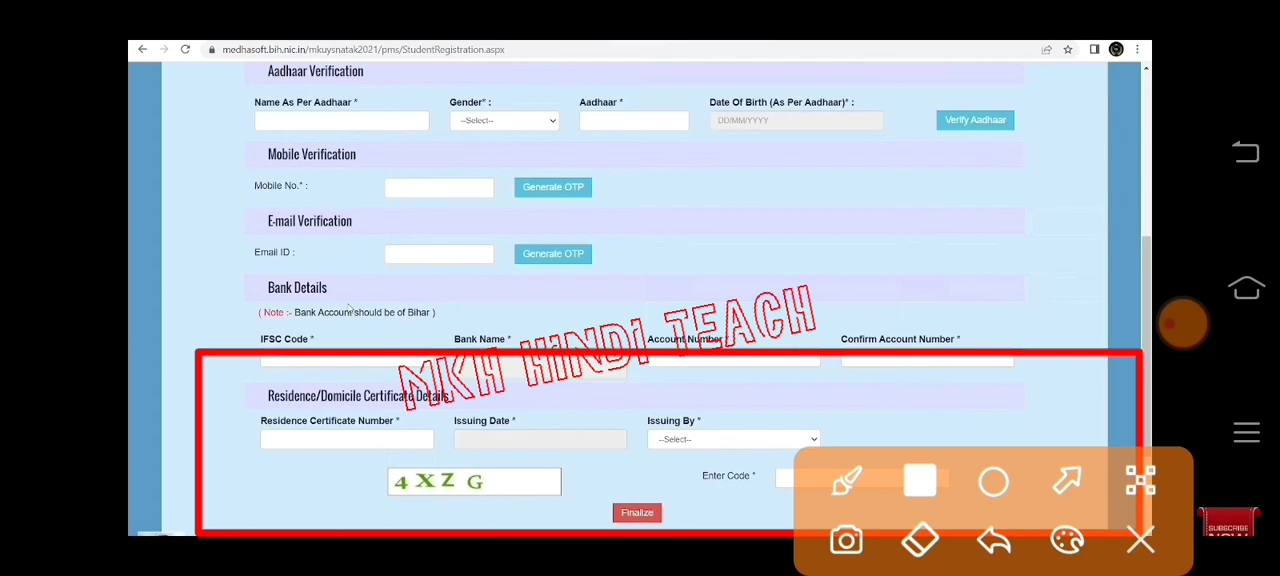 medhasoft.bih.nic.in/mkuysnatak2021/pms/StudentRegistration.aspx
Aadhaar Verification
Name As Per Aadhaar * Gender* : Aadhaar * Date Of Birth (As Per Aadhaar)* :
--Select-- DD/MM/YYYY Verify Aadhaar
Mobile Verification
Mobile No.* : Generate OTP
E-mail Verification
Email ID : Generate OTP
Bank Details
( Note :- Bank Account should be of Bihar )
MKH HINDI TEACH
IFSC Code * Bank Name * Account Number Confirm Account Number *
Residence/Domicile Certificate Details
Residence Certificate Number * Issuing Date * Issuing By *
--Select--
4 X Z G Enter Code *
Finalize
SUBSCRIBE
NOW